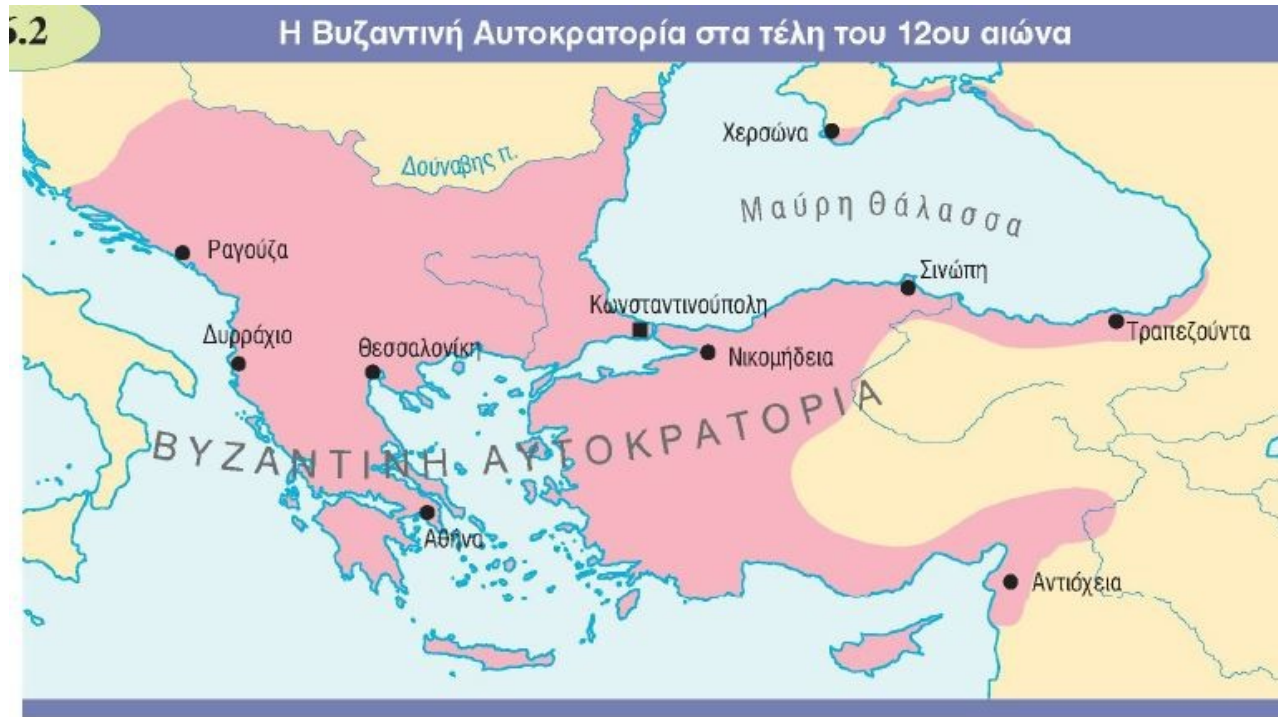 6.2
Η Βυζαντινή Αυτοκρατορία στα τέλη του 12ου αιώνα
Χερσώνα
Δούναβης π.
Μαύρη Θάλασσα
Ραγούζα
Σινώπη
Κωνσταντινούπολη
Δυρράχιο
Θεσσαλονίκη
Νικομήδεια
Τραπεζούντα
ΒΥΖΑΝΤΙΝΗ ΑΥΤΟΚΡΑΤΟΡΙΑ
Αθήνα
Αντιόχεια